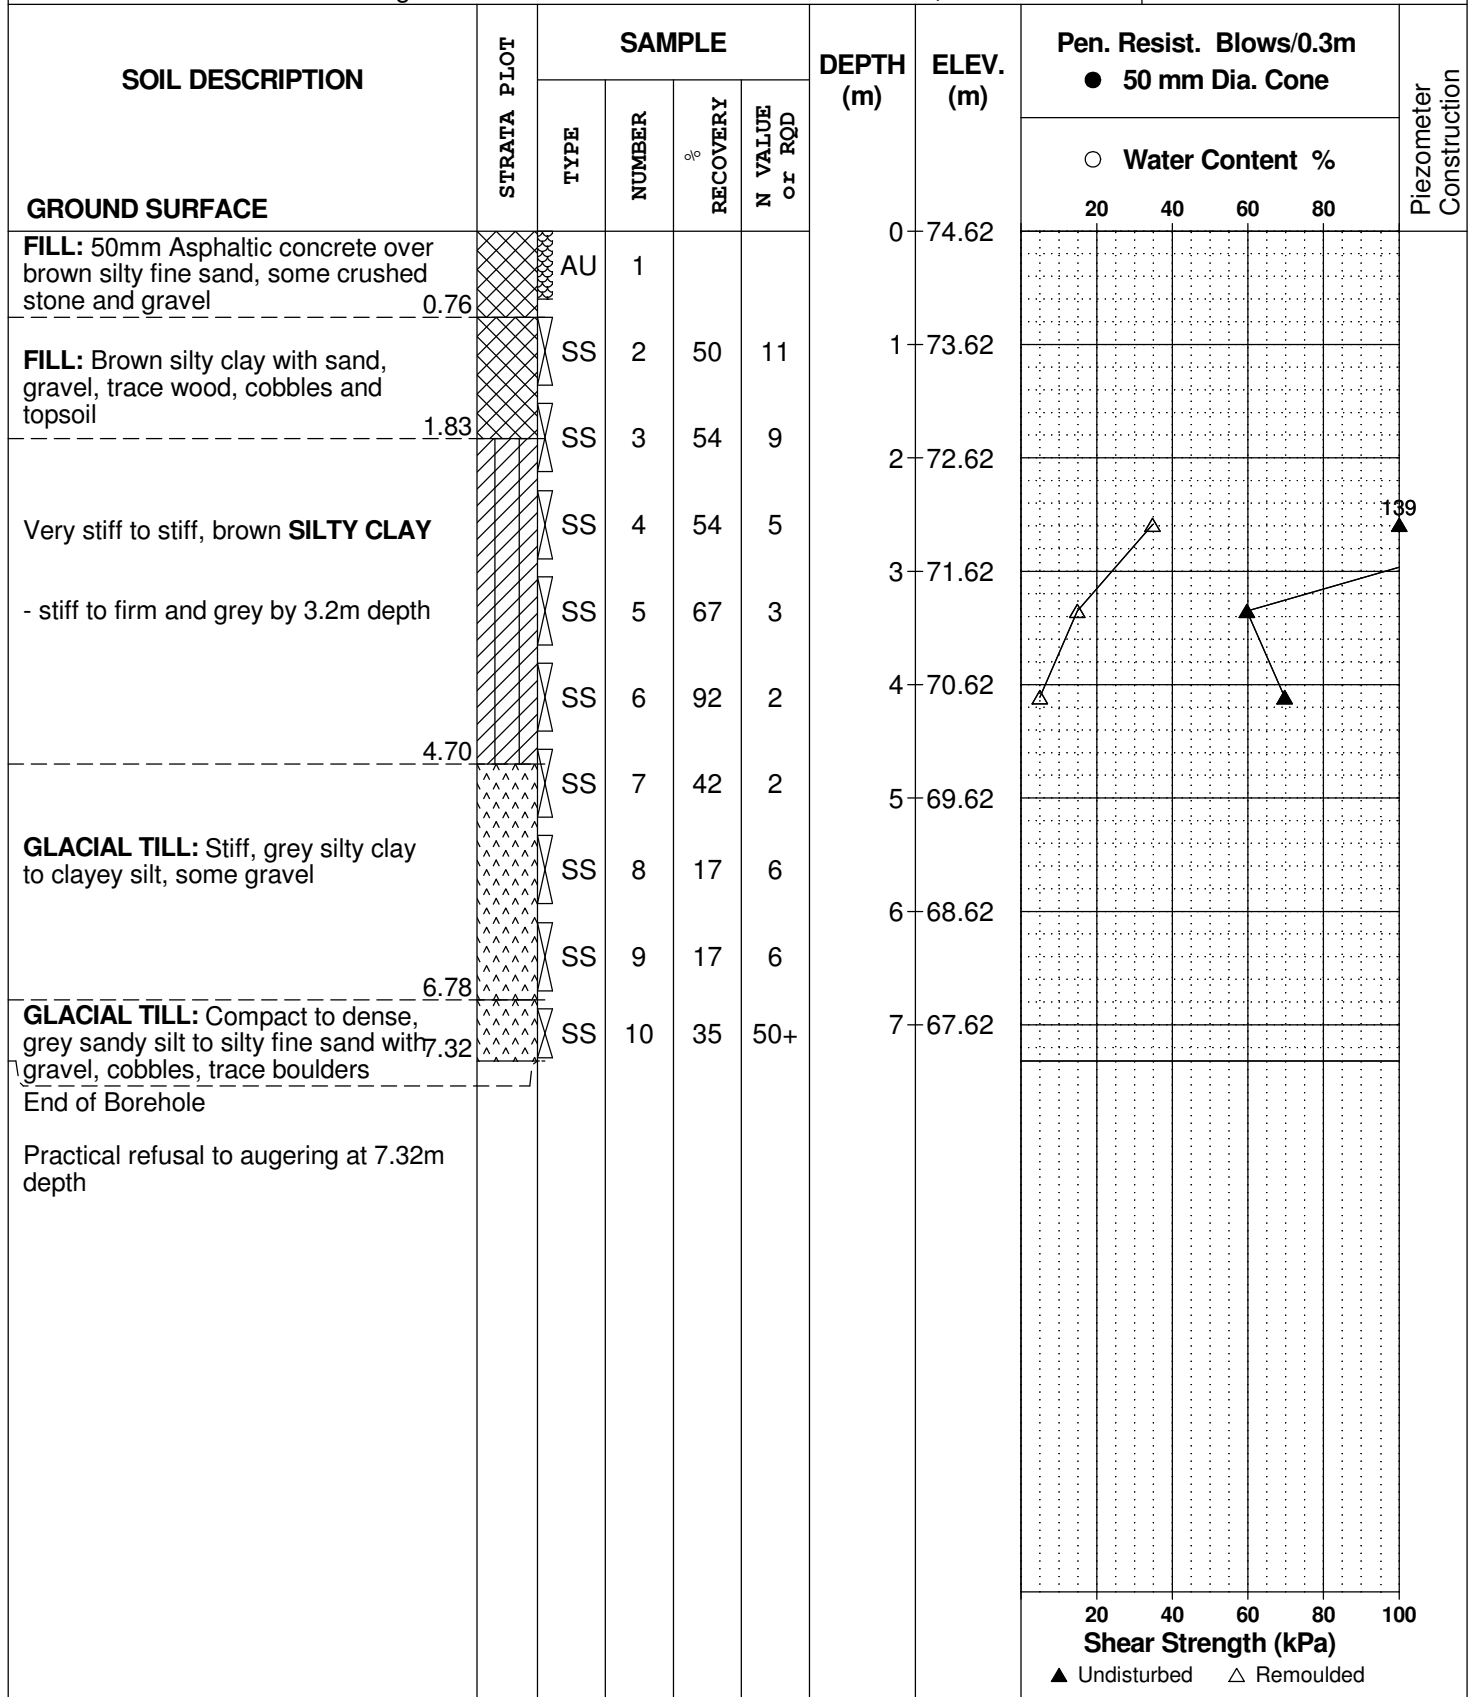 SOIL DESCRIPTION
GROUND SURFACE
STRATA PLOT
SAMPLE
TYPE
NUMBER
%
RECOVERY
N VALUE
or RQD
DEPTH
(m)
ELEV.
(m)
Pen. Resist. Blows/0.3m
● 50 mm Dia. Cone
○ Water Content %
20 40 60 80
Piezometer
Construction
FILL: 50mm Asphaltic concrete over
brown silty fine sand, some crushed
stone and gravel 0.76
FILL: Brown silty clay with sand,
gravel, trace wood, cobbles and
topsoil
1.83
Very stiff to stiff, brown SILTY CLAY
- stiff to firm and grey by 3.2m depth
4.70
GLACIAL TILL: Stiff, grey silty clay
to clayey silt, some gravel
6.78
GLACIAL TILL: Compact to dense,
grey sandy silt to silty fine sand with 7.32
gravel, cobbles, trace boulders
End of Borehole
Practical refusal to augering at 7.32m
depth
AU 1
SS 2 50 11
SS 3 54 9
SS 4 54 5
SS 5 67 3
SS 6 92 2
SS 7 42 2
SS 8 17 6
SS 9 17 6
SS 10 35 50+
0 74.62
1 73.62
2 72.62
3 71.62
4 70.62
5 69.62
6 68.62
7 67.62
139
20 40 60 80 100
Shear Strength (kPa)
▲ Undisturbed △ Remoulded